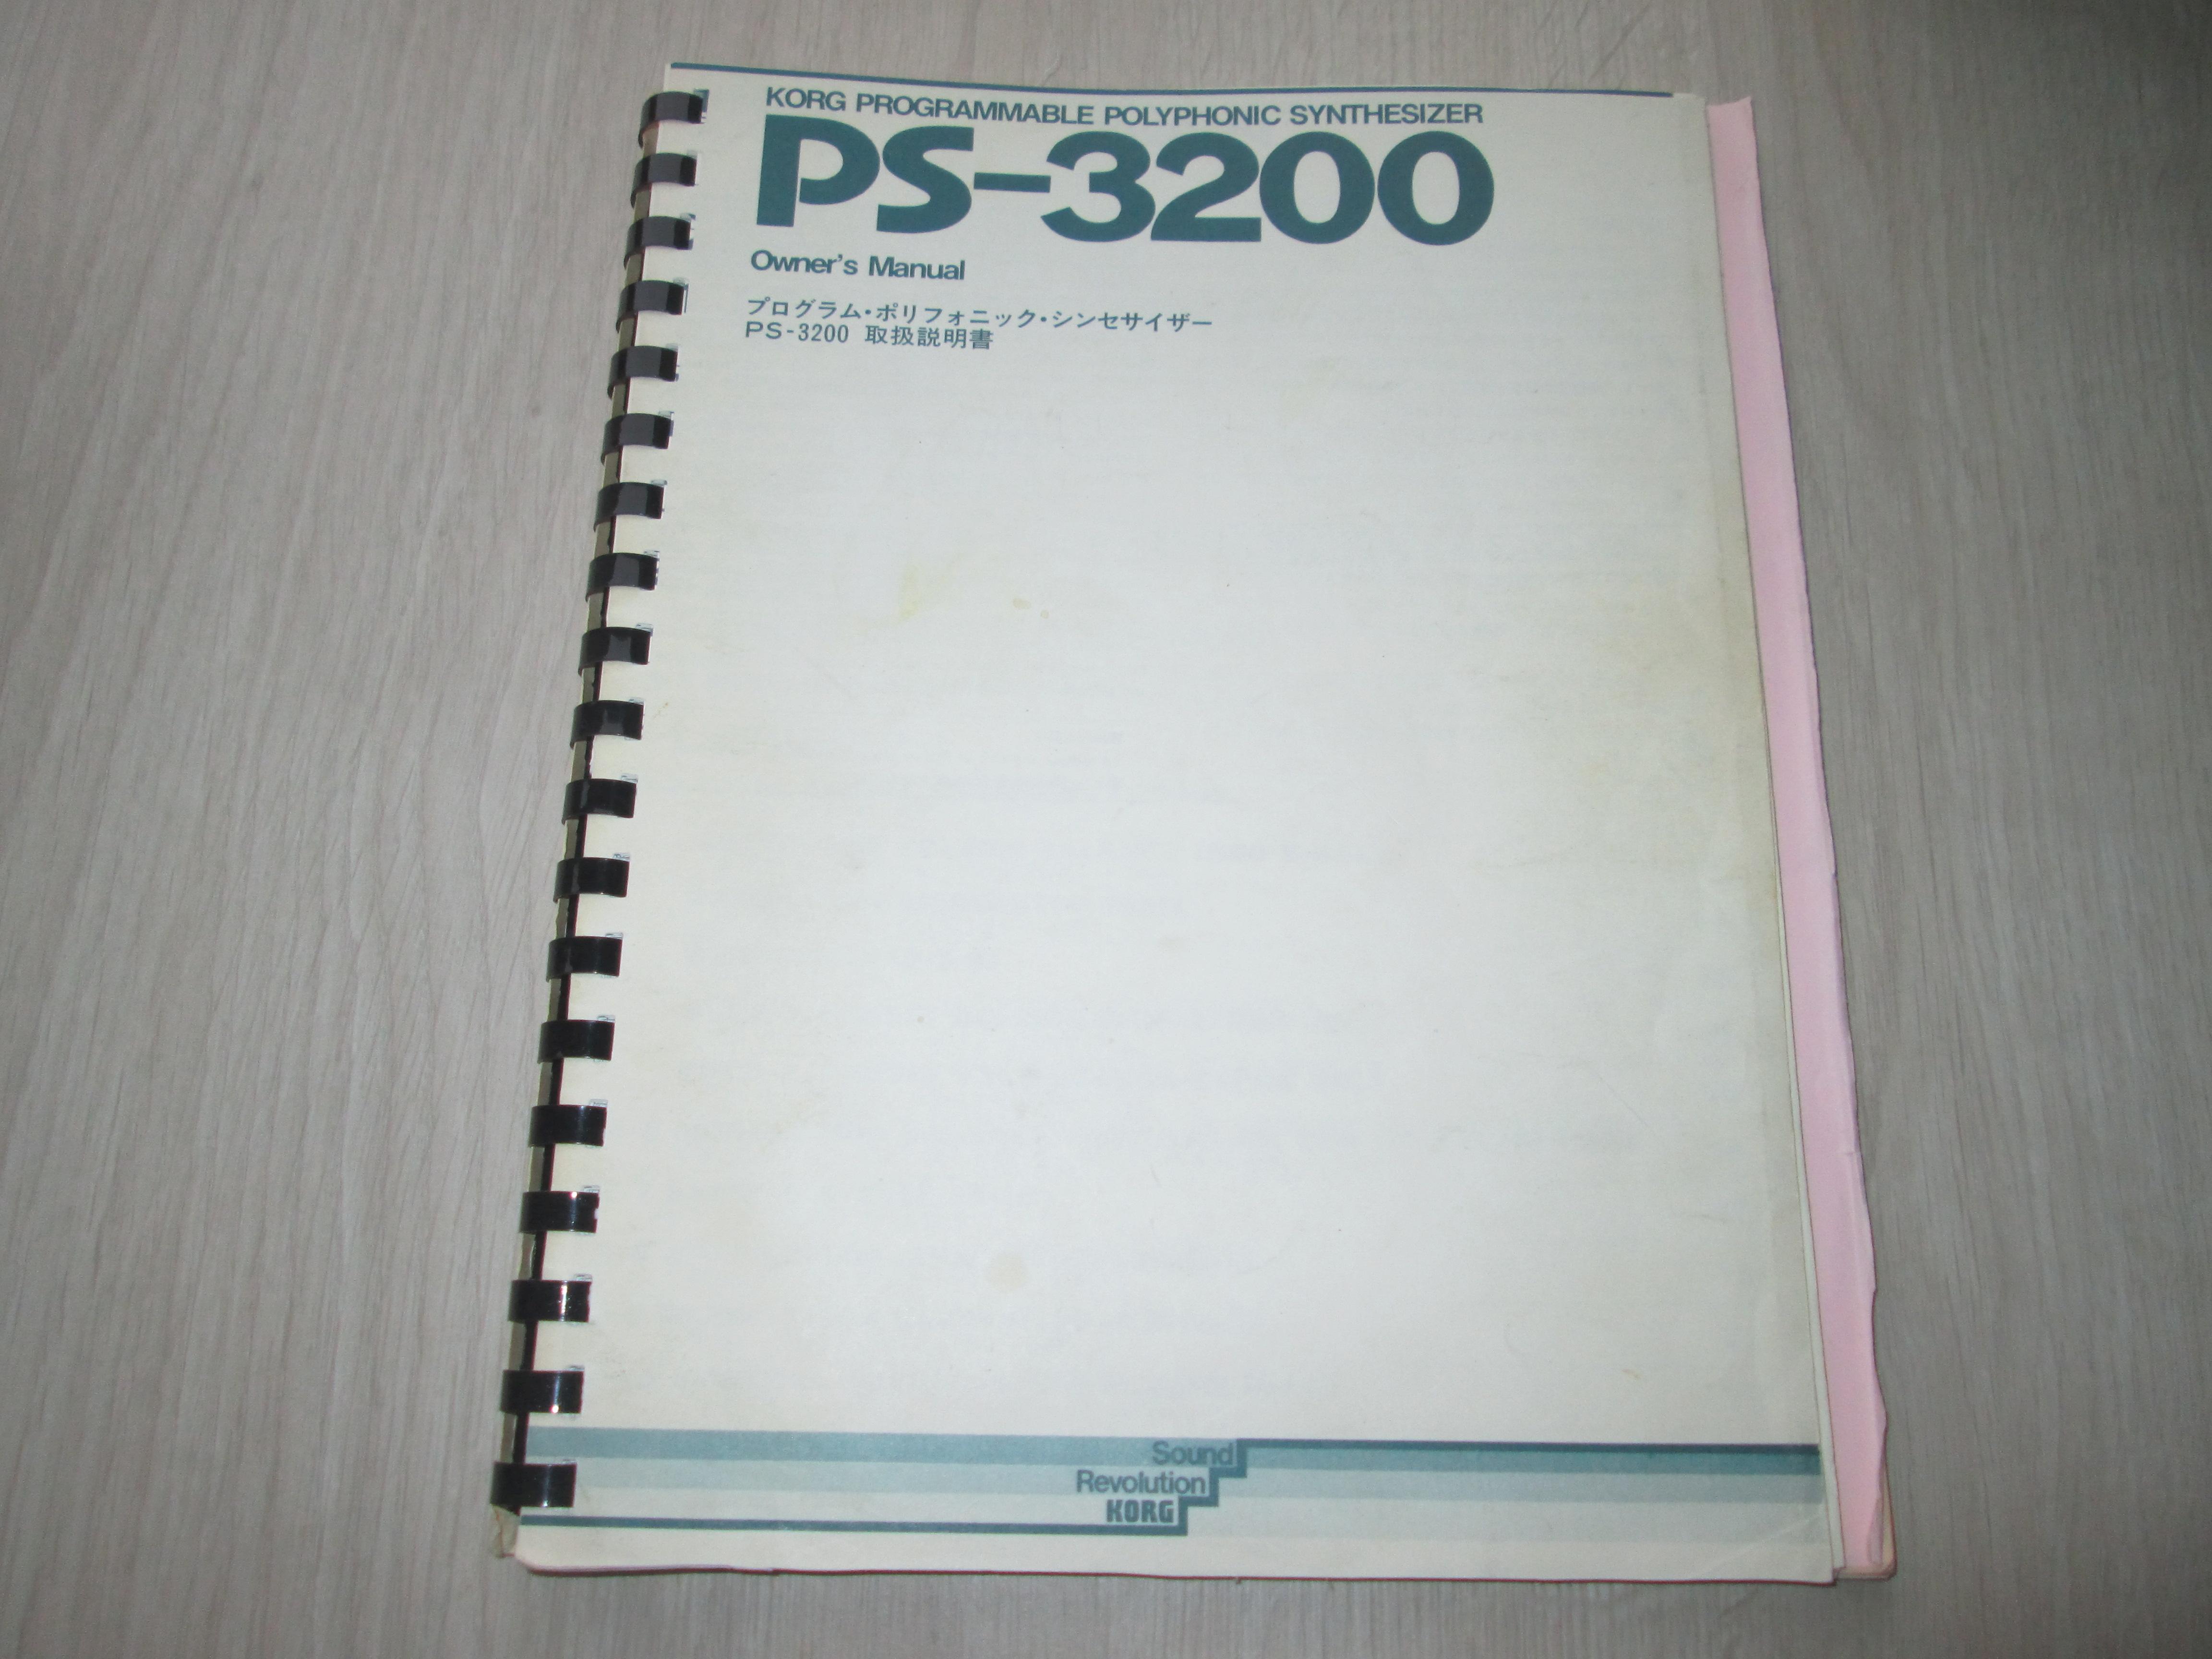 KORG PROGRAMMABLE POLYPHONIC SYNTHESIZER
PS-3200
Owner's Manual
プログラム・ポリフォニック・シンセサイザー
PS-3200 取扱説明書
Sound
Revolution
KORG